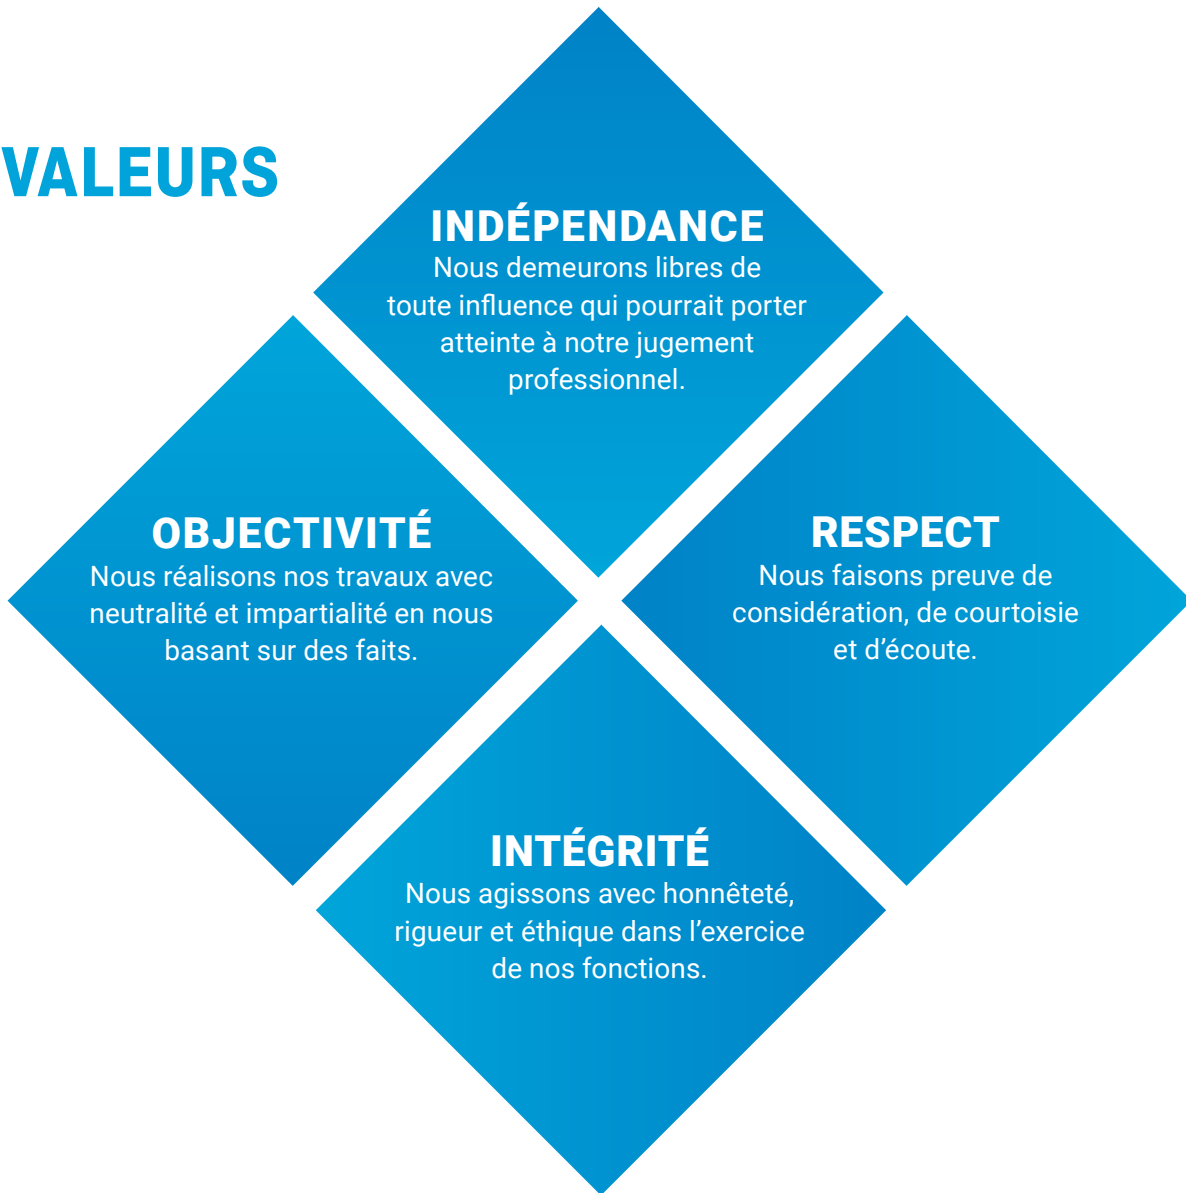 VALEURS
INDÉPENDANCE
Nous demeurons libres de
toute influence qui pourrait porter
atteinte à notre jugement
professionnel.
OBJECTIVITÉ
Nous réalisons nos travaux avec
neutralité et impartialité en nous
basant sur des faits.
RESPECT
Nous faisons preuve de
considération, de courtoisie
et d’écoute.
INTÉGRITÉ
Nous agissons avec honnêteté,
rigueur et éthique dans l’exercice
de nos fonctions.